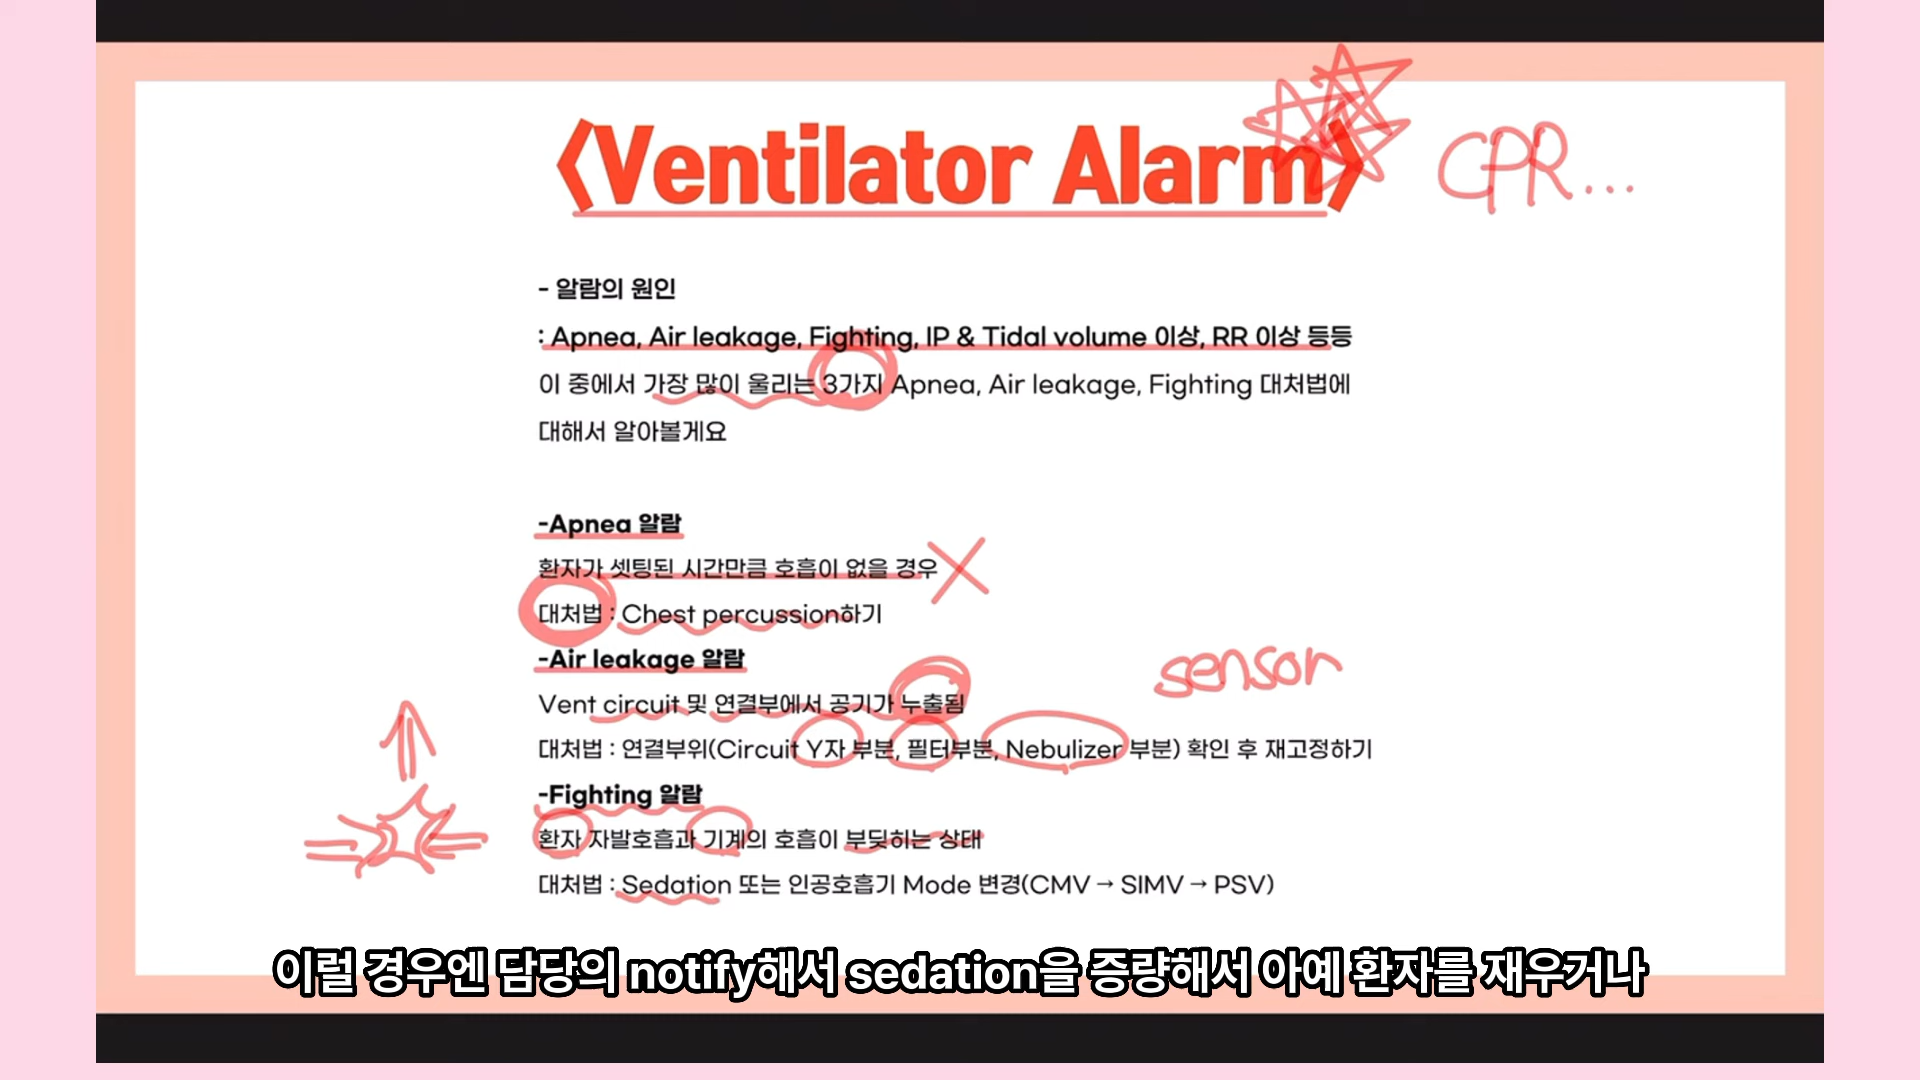 <Ventilator Alarm>
CPR...
- 알람의 원인
: Apnea, Air leakage, Fighting, IP & Tidal volume 이상, RR 이상 등등
이 중에서 가장 많이 울리는 3가지 Apnea, Air leakage, Fighting 대처법에
대해서 알아볼게요
-Apnea 알람
환자가 셋팅된 시간만큼 호흡이 없을 경우
대처법 : Chest percussion하기
-Air leakage 알람
sensor
Vent circuit 및 연결부에서 공기가 누출됨
대처법 : 연결부위(Circuit Y자 부분, 필터부분, Nebulizer 부분) 확인 후 재고정하기
-Fighting 알람
환자 자발호흡과 기계의 호흡이 부딪히는 상태
대처법 : Sedation 또는 인공호흡기 Mode 변경(CMV → SIMV → PSV)
이럴 경우엔 담당의 notify해서 sedation을 증량해서 아예 환자를 재우거나